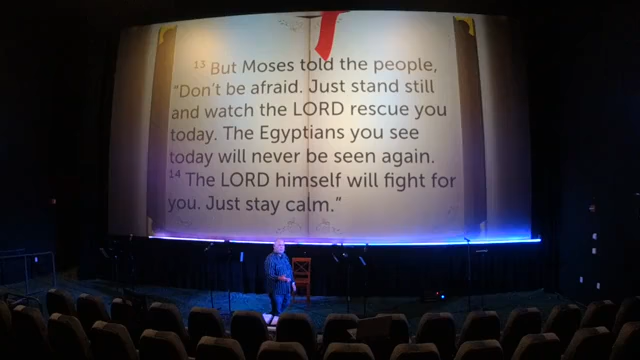 13 But Moses told the people,
“Don't be afraid. Just stand still
and watch the LORD rescue you
today. The Egyptians you see
today will never be seen again.
14 The LORD himself will fight for
you. Just stay calm.”